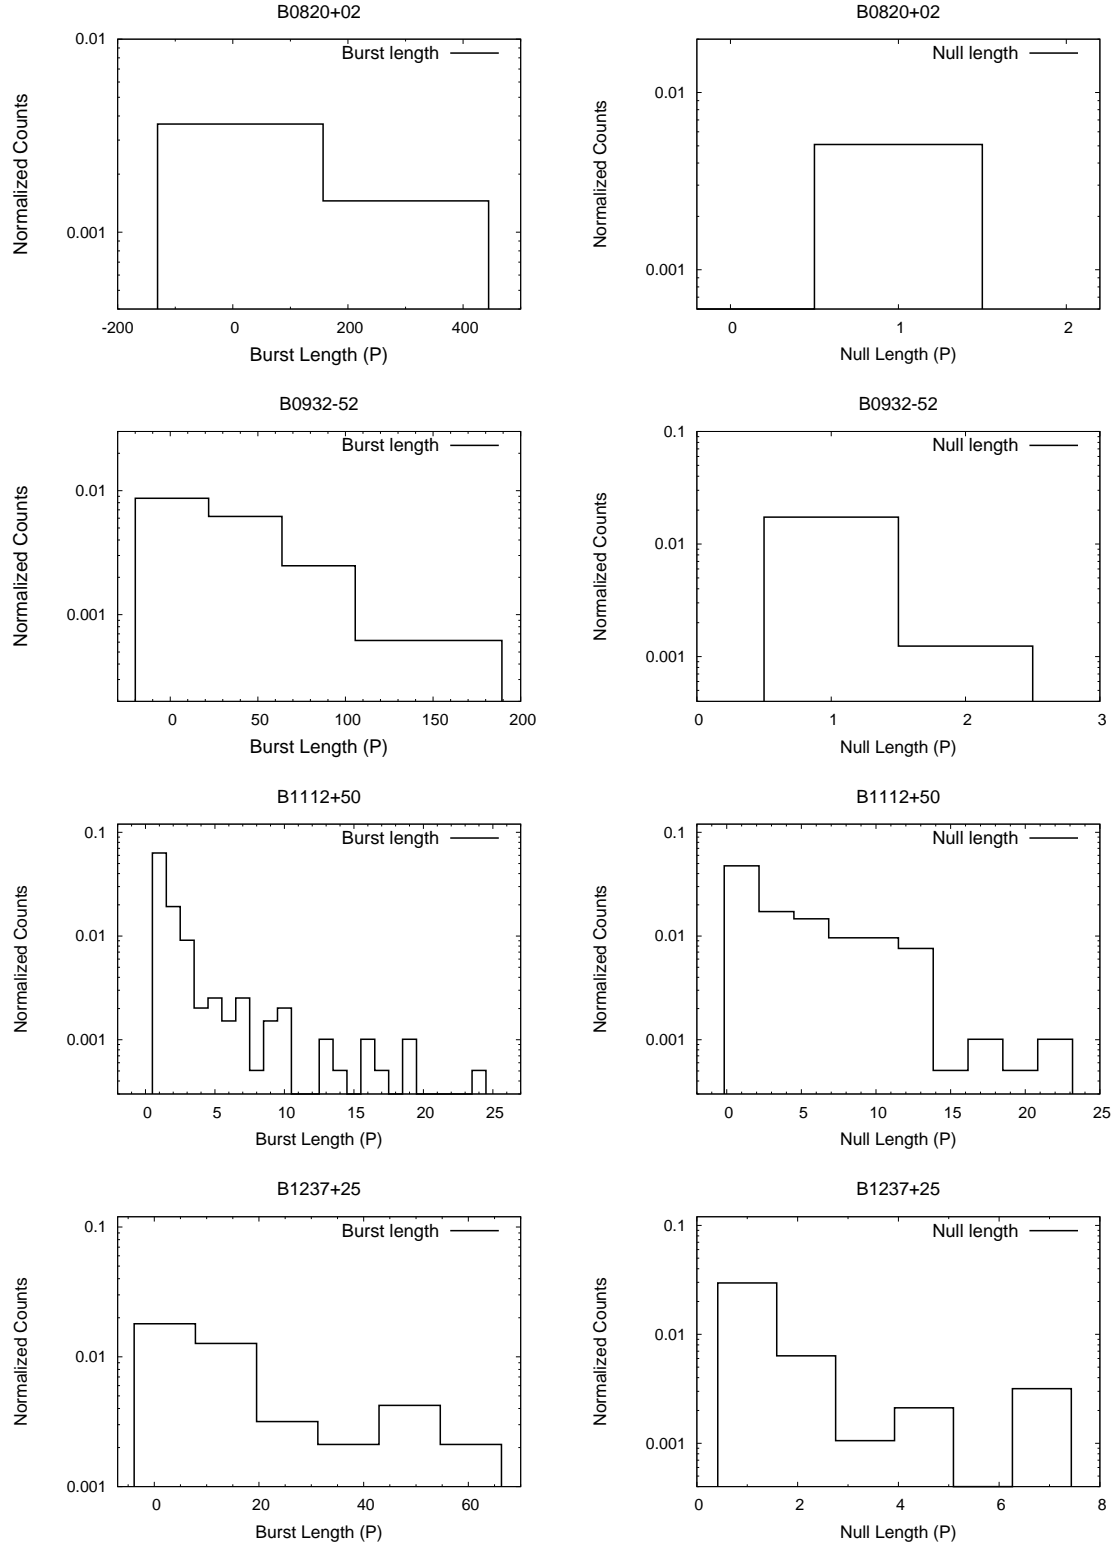 B0820+02
Normalized Counts
0.01
0.001
Burst length
-200 0 200 400
Burst Length (P)
B0820+02
Normalized Counts
0.01
0.001
Null length
0 1 2
Null Length (P)
B0932-52
Normalized Counts
0.01
0.001
Burst length
0 50 100 150 200
Burst Length (P)
B0932-52
Normalized Counts
0.1
0.01
0.001
Null length
0 1 2 3
Null Length (P)
B1112+50
Normalized Counts
0.1
0.01
0.001
Burst length
0 5 10 15 20 25
Burst Length (P)
B1112+50
Normalized Counts
0.1
0.01
0.001
Null length
0 5 10 15 20 25
Null Length (P)
B1237+25
Normalized Counts
0.1
0.01
0.001
Burst length
0 20 40 60
Burst Length (P)
B1237+25
Normalized Counts
0.1
0.01
0.001
Null length
0 2 4 6 8
Null Length (P)